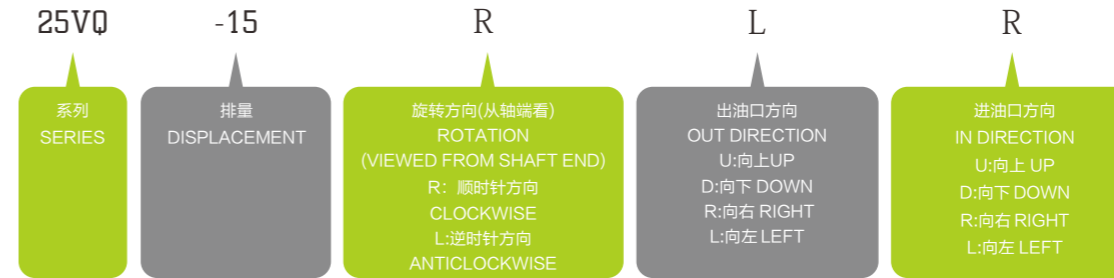 25VQ
-15
R
L
R
系列
SERIES
排量
DISPLACEMENT
旋转方向(从轴端看)
ROTATION
(VIEWED FROM SHAFT END)
R：顺时针方向
CLOCKWISE
L:逆时针方向
ANTICLOCKWISE
出油口方向
OUT DIRECTION
U:向上UP
D:向下 DOWN
R:向右 RIGHT
L:向左 LEFT
进油口方向
IN DIRECTION
U:向上 UP
D:向下 DOWN
R:向右 RIGHT
L:向左 LEFT